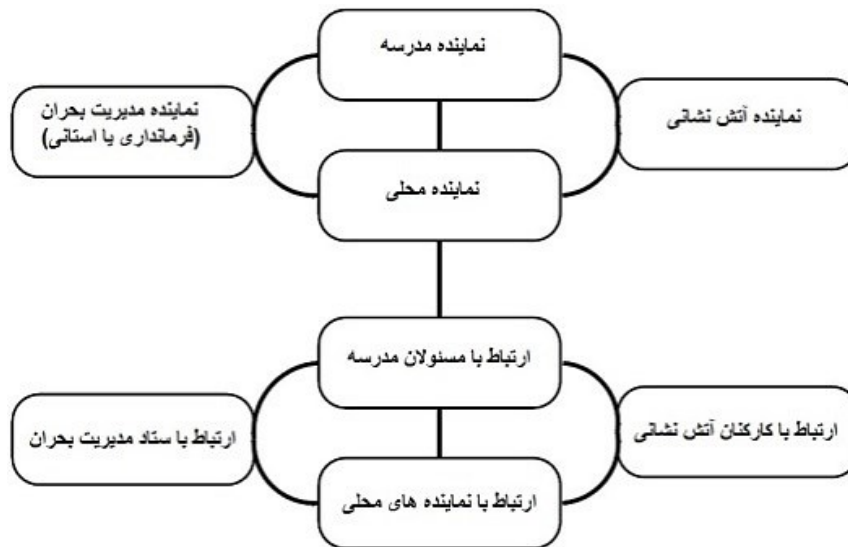 نماینده مدرسه
نماینده آتش نشانی
نماینده مدیریت بحران
(فرمانداری یا استانی)
نماینده محلی
ارتباط با مسئولان مدرسه
ارتباط با کارکنان آتش نشانی
ارتباط با ستاد مدیریت بحران
ارتباط با نماینده های محلی